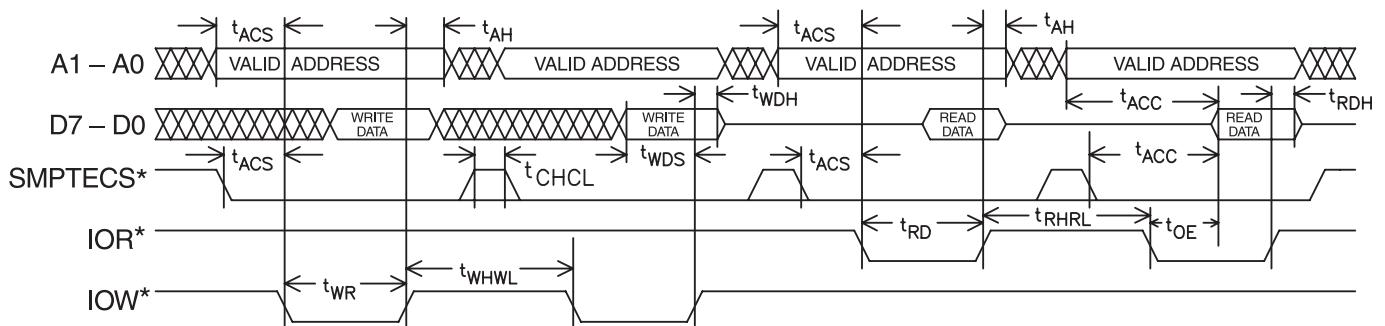 tACS tAH tACS tAH
A1 – A0 VALID ADDRESS VALID ADDRESS VALID ADDRESS VALID ADDRESS
tWDH tACC tRDH
D7 – D0 WRITE DATA WRITE DATA READ DATA READ DATA
tACS tWDS tACS tACC
SMPTECS* tCHCL
IOR* tRD tRHRL tOE
IOW* tWR tWHWL